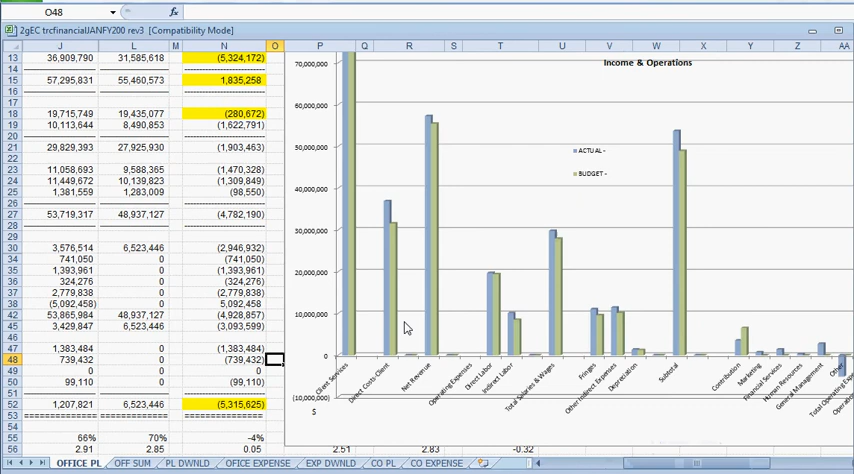 O48 fx
2gEC trcfinancialJANFY200 rev3 [Compatibility Mode]
J L M N O P Q R S T U V W X Y Z AA
13 36,909,790 31,585,618 (5,324,172)
14
15 57,295,831 55,460,573 1,835,258
16
17
18 19,715,749 19,435,077 (280,672)
19 10,113,644 8,490,853 (1,622,791)
20
21 29,829,393 27,925,930 (1,903,463)
22
23 11,058,693 9,588,365 (1,470,328)
24 11,449,672 10,139,823 (1,309,849)
25 1,381,559 1,283,009 (98,550)
26
27 53,719,317 48,937,127 (4,782,190)
28
29
30 3,576,514 6,523,446 (2,946,932)
34 741,050 0 (741,050)
35 1,393,961 0 (1,393,961)
36 324,276 0 (324,276)
37 2,779,838 0 (2,779,838)
38 (5,092,458) 0 5,092,458
42 53,865,984 48,937,127 (4,928,857)
45 3,429,847 6,523,446 (3,093,599)
46
47 1,383,484 0 (1,383,484)
48 739,432 0 (739,432)
49 0 0 0
50 99,110 0 (99,110)
51
52 1,207,821 6,523,446 (5,315,625)
53 ============== ============== ==============
55 66% 70% -4%
56 2.91 2.85 0.05 2.51 2.83 -0.32
Income & Operations
70,000,000
60,000,000
50,000,000
40,000,000
30,000,000
20,000,000
10,000,000
0
(10,000,000)
ACTUAL -
BUDGET -
Client Services
Direct Costs-Client
Net Revenue
Operating Expenses
Direct Labor
Indirect Labor
Total Salaries & Wages
Fringes
Other Indirect Expenses
Depreciation
Subtotal
Contribution
Marketing
Financial Services
Human Resources
General Management
Other
Total Operating Expe
Operation
$
OFFICE PL OFF SUM PL DWNLD OFICE EXPENSE EXP DWNLD CO PL CO EXPENSE